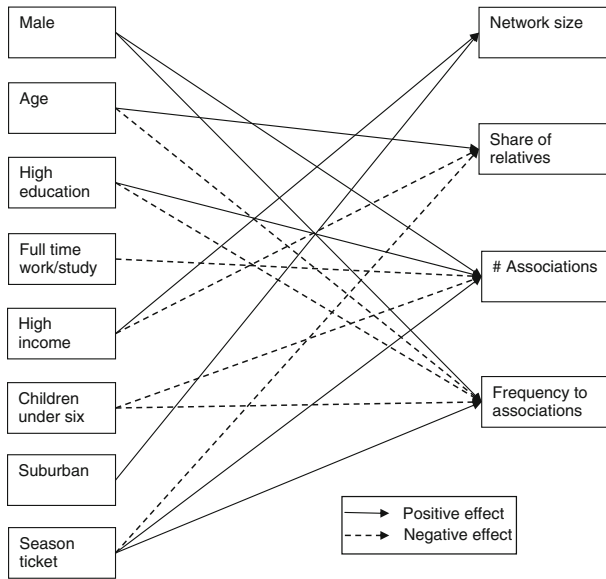 Male
Age
High
education
Full time
work/study
High
income
Children
under six
Suburban
Season
ticket
Network size
Share of
relatives
# Associations
Frequency to
associations
Positive effect
Negative effect